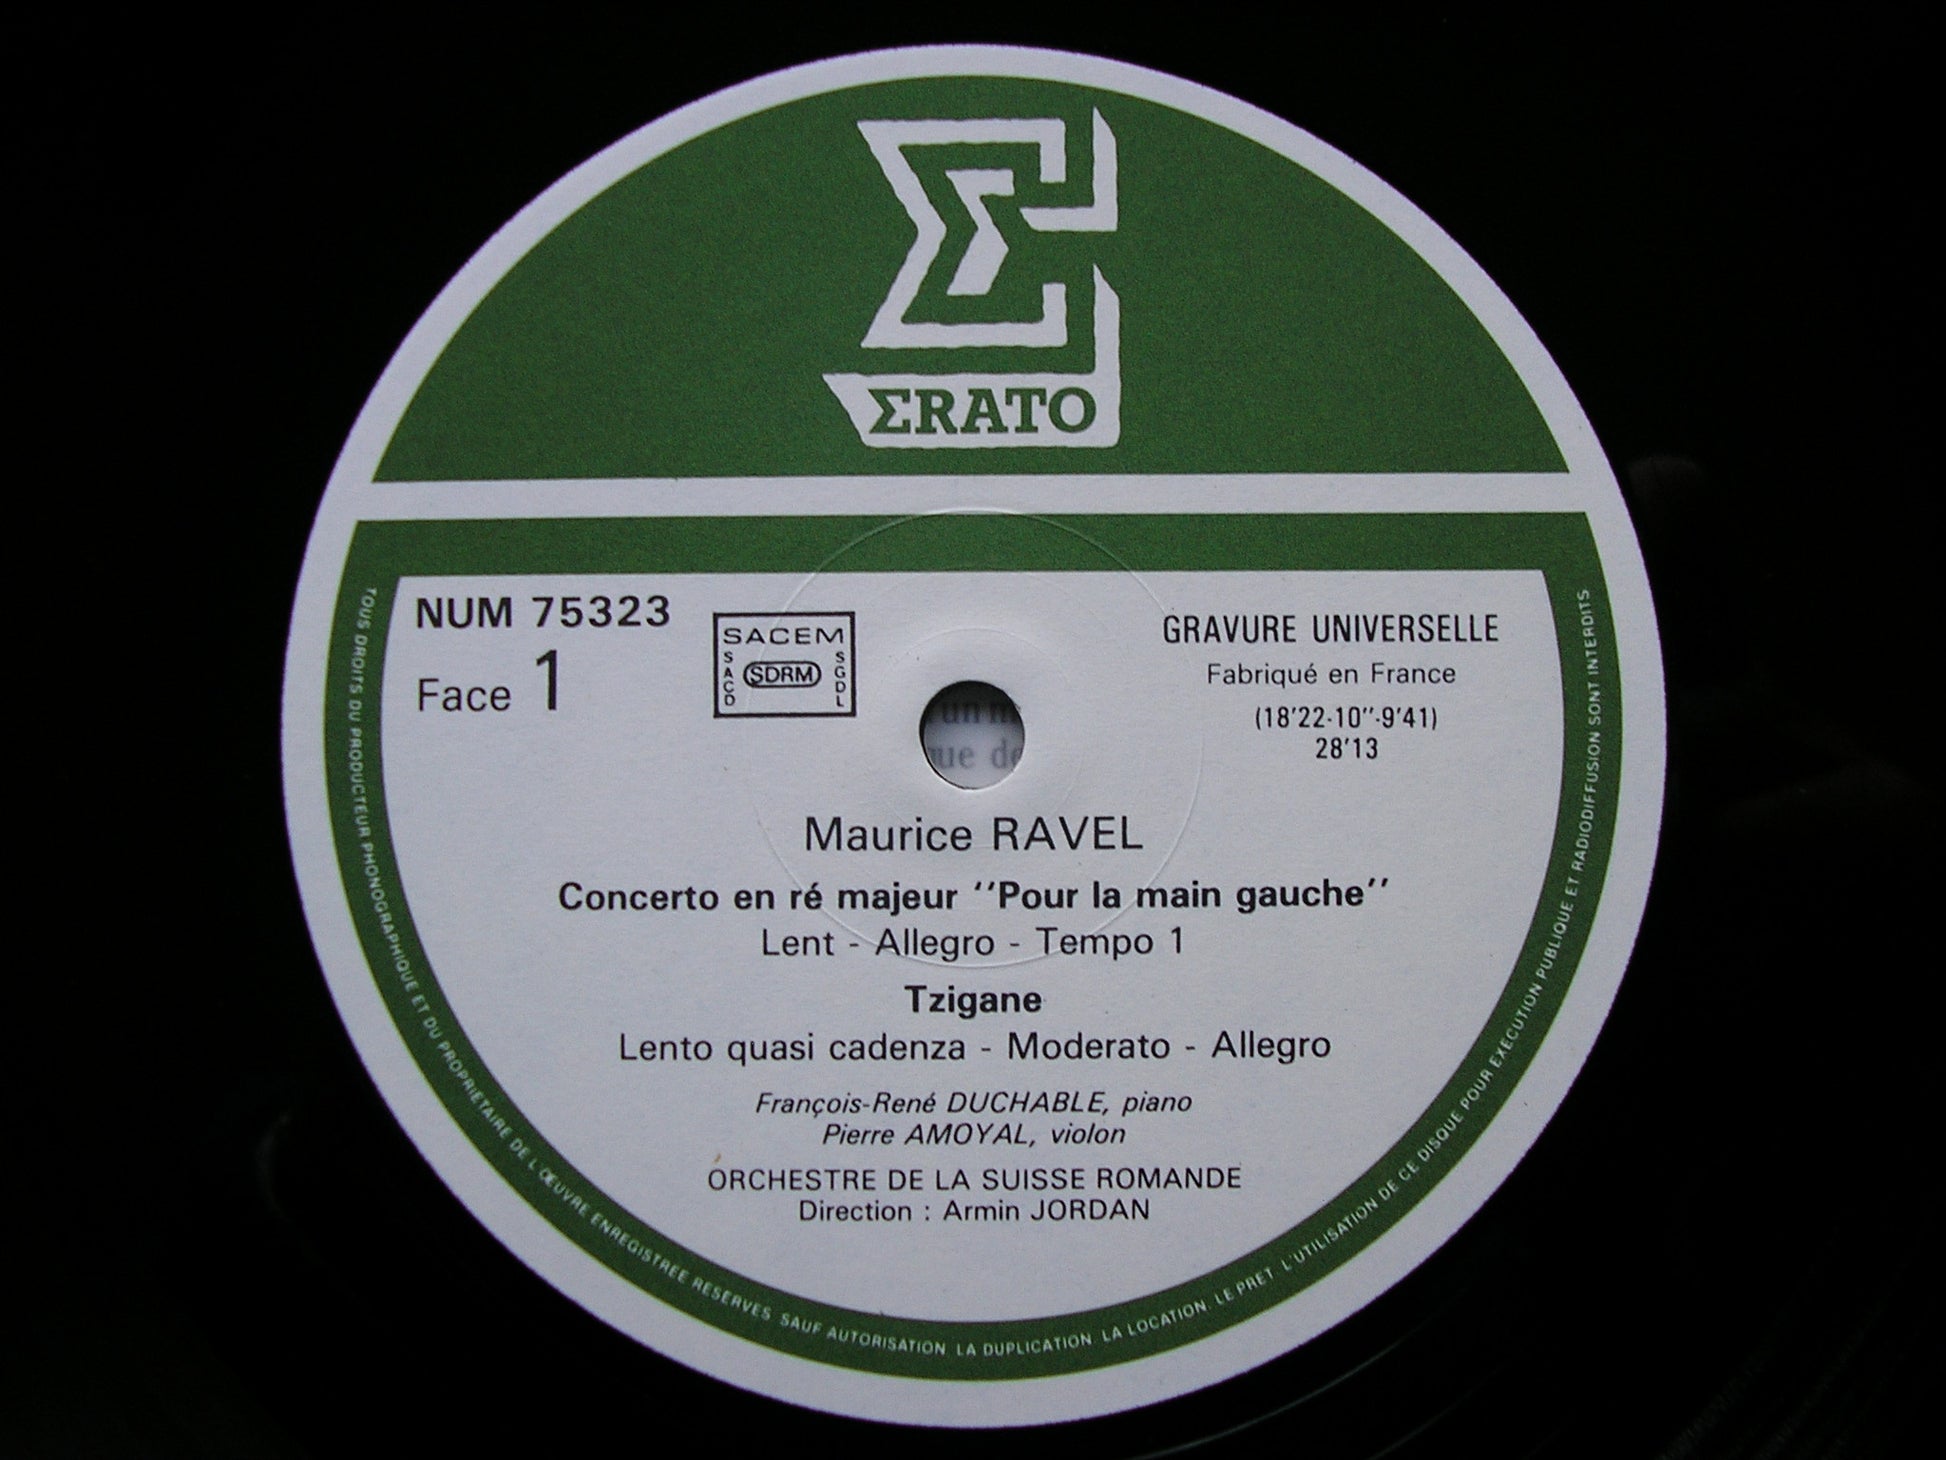 ΣRATO
NUM 75323
Face 1
SACEM
SACD
SDRM
SGDL
GRAVURE UNIVERSELLE
Fabriqué en France
(18'22-10''-9'41)
28'13
Maurice RAVEL
Concerto en ré majeur ''Pour la main gauche''
Lent - Allegro - Tempo 1
Tzigane
Lento quasi cadenza - Moderato - Allegro
François-René DUCHABLE, piano
Pierre AMOYAL, violon
ORCHESTRE DE LA SUISSE ROMANDE
Direction : Armin JORDAN
TOUS DROITS DU PRODUCTEUR PHONOGRAPHIQUE ET DU PROPRIETAIRE DE L'ŒUVRE ENREGISTREE RESERVES. SAUF AUTORISATION. LA DUPLICATION. LA LOCATION. LE PRET. L'UTILISATION DE CE DISQUE POUR EXECUTION PUBLIQUE ET RADIODIFFUSION SONT INTERDITS